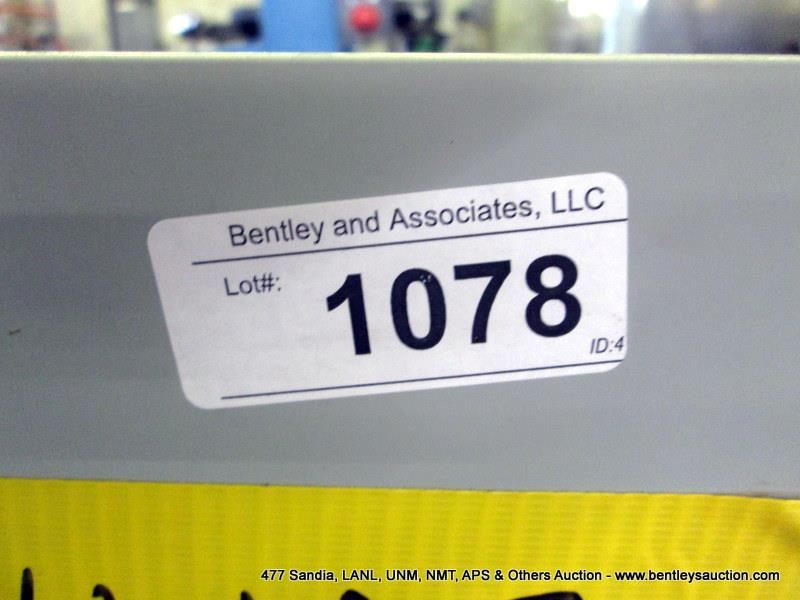 Bentley and Associates, LLC
Lot#:
1078
ID:4
477 Sandia, LANL, UNM, NMT, APS & Others Auction - www.bentleysauction.com